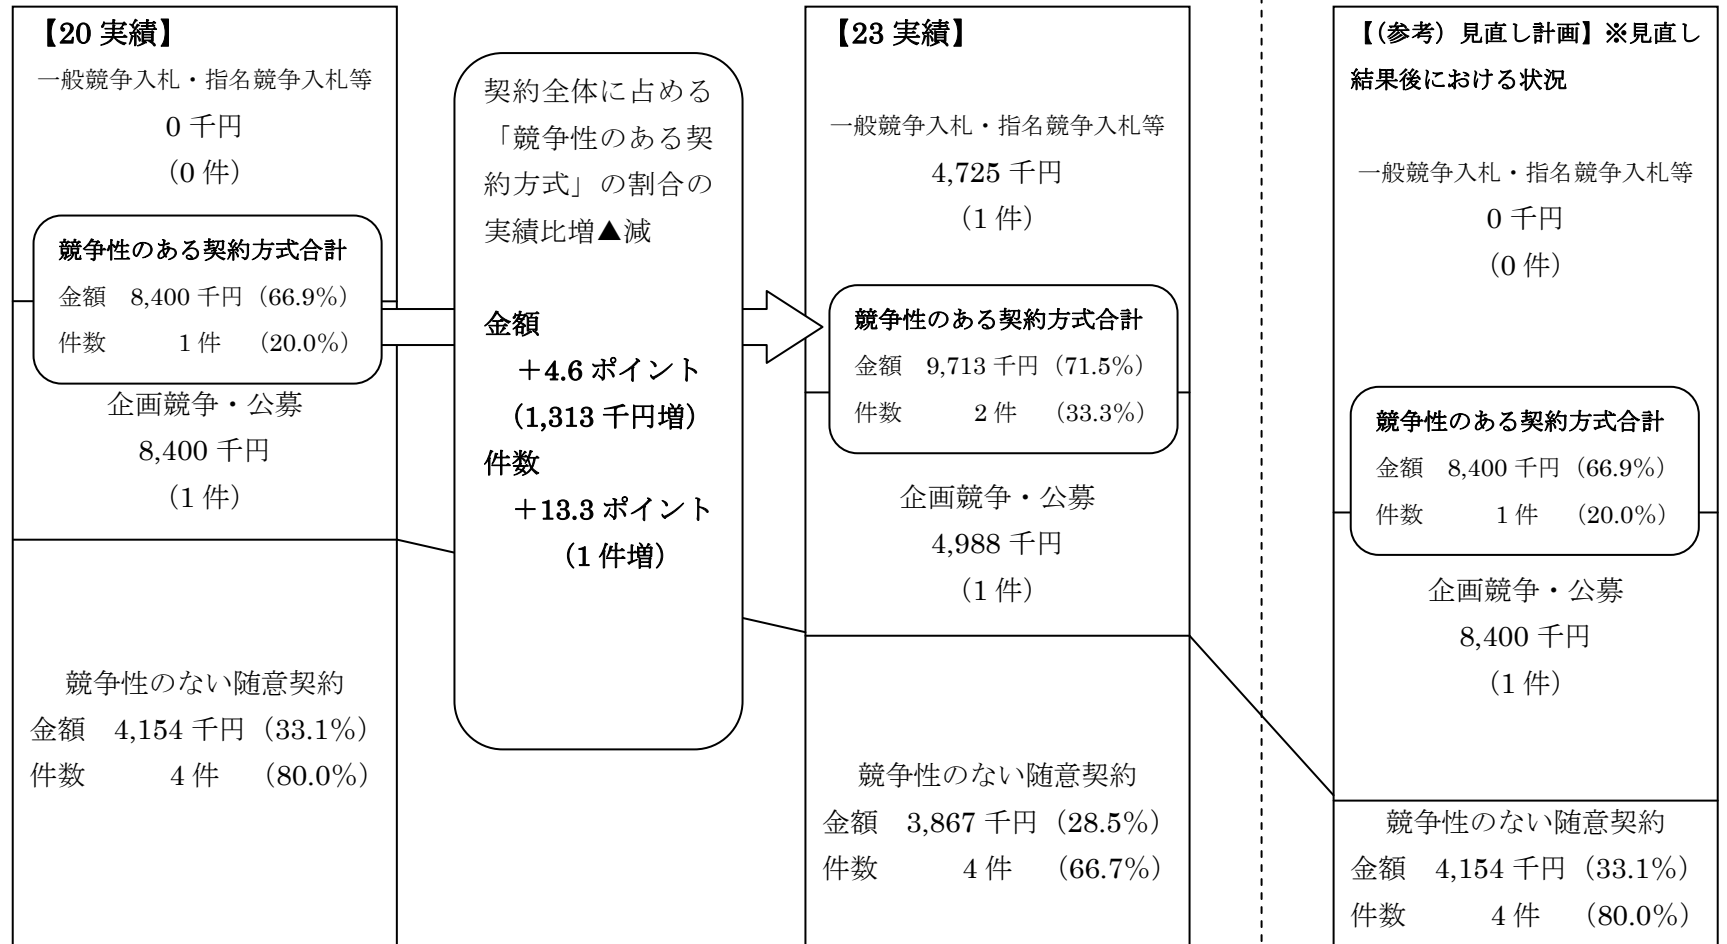 【20 実績】
一般競争入札・指名競争入札等
0 千円
（0 件）
競争性のある契約方式合計
金額 8,400 千円（66.9%）
件数 1 件 （20.0%）
企画競争・公募
8,400 千円
（1 件）
競争性のない随意契約
金額 4,154 千円（33.1%）
件数 4 件 （80.0%）
契約全体に占める
「競争性のある契
約方式」の割合の
実績比増▲減
金額
＋4.6 ポイント
（1,313 千円増）
件数
＋13.3 ポイント
（1 件増）
【23 実績】
一般競争入札・指名競争入札等
4,725 千円
（1 件）
競争性のある契約方式合計
金額 9,713 千円（71.5%）
件数 2 件 （33.3%）
企画競争・公募
4,988 千円
（1 件）
競争性のない随意契約
金額 3,867 千円（28.5%）
件数 4 件 （66.7%）
【（参考）見直し計画】※見直し
結果後における状況
一般競争入札・指名競争入札等
0 千円
（0 件）
競争性のある契約方式合計
金額 8,400 千円（66.9%）
件数 1 件 （20.0%）
企画競争・公募
8,400 千円
（1 件）
競争性のない随意契約
金額 4,154 千円（33.1%）
件数 4 件 （80.0%）